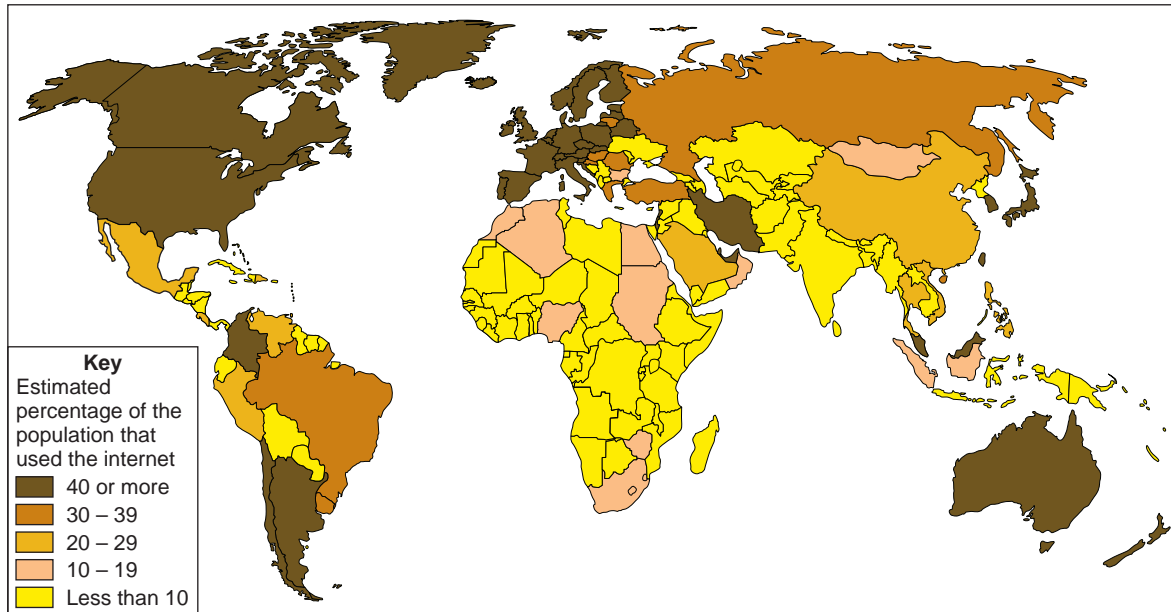 Key
Estimated
percentage of the
population that
used the internet
40 or more
30 – 39
20 – 29
10 – 19
Less than 10